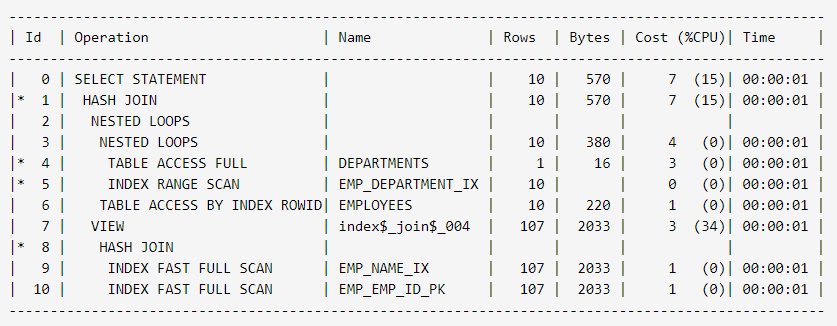 --------------------------------------------------------------------------------------------------
| Id  | Operation                     | Name              | Rows  | Bytes | Cost (%CPU)| Time     |
--------------------------------------------------------------------------------------------------
|   0 | SELECT STATEMENT              |                   |    10 |   570 |     7  (15)| 00:00:01 |
|*  1 |  HASH JOIN                    |                   |    10 |   570 |     7  (15)| 00:00:01 |
|   2 |   NESTED LOOPS                |                   |       |       |            |          |
|   3 |    NESTED LOOPS               |                   |    10 |   380 |     4   (0)| 00:00:01 |
|*  4 |     TABLE ACCESS FULL         | DEPARTMENTS       |     1 |    16 |     3   (0)| 00:00:01 |
|*  5 |     INDEX RANGE SCAN          | EMP_DEPARTMENT_IX |    10 |       |     0   (0)| 00:00:01 |
|   6 |    TABLE ACCESS BY INDEX ROWID| EMPLOYEES         |    10 |   220 |     1   (0)| 00:00:01 |
|   7 |   VIEW                        | index$_join$_004  |   107 |  2033 |     3  (34)| 00:00:01 |
|*  8 |    HASH JOIN                  |                   |       |       |            |          |
|   9 |     INDEX FAST FULL SCAN      | EMP_NAME_IX       |   107 |  2033 |     1   (0)| 00:00:01 |
|  10 |     INDEX FAST FULL SCAN      | EMP_EMP_ID_PK     |   107 |  2033 |     1   (0)| 00:00:01 |
--------------------------------------------------------------------------------------------------